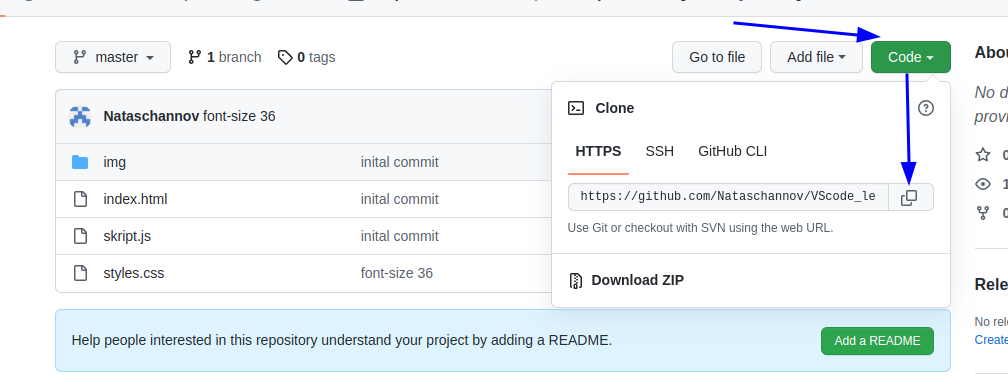 master 1 branch 0 tags Go to file Add file Code
Nataschannov font-size 36
img inital commit
index.html inital commit
skript.js inital commit
styles.css font-size 36
Clone
HTTPS SSH GitHub CLI
https://github.com/Nataschannov/VScode_le
Use Git or checkout with SVN using the web URL.
Download ZIP
Help people interested in this repository understand your project by adding a README.
Add a README
No d
provi
0
1
0
Rele
No rel
Create